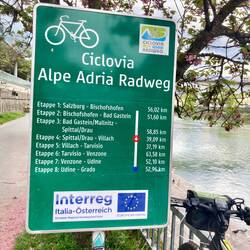 CICLOVIA
ALPE ADRIA
RADWEG
Ciclovia
Alpe Adria Radweg
Etappe 1: Salzburg - Bischofshofen 56,02 km
Etappe 2: Bischofshofen - Bad Gastein 51,60 km
Etappe 3: Bad Gastein/Mallnitz -
Spittal/Drau 58,85 km
Etappe 4: Spittal/Drau - Villach 39,09 km
Etappe 5: Villach - Tarvisio 37,19 km
Etappe 6: Tarvisio - Venzone 63,58 km
Etappe 7: Venzone - Udine 52,10 km
Etappe 8: Udine - Grado 52,96 km
Interreg
Italia-Österreich